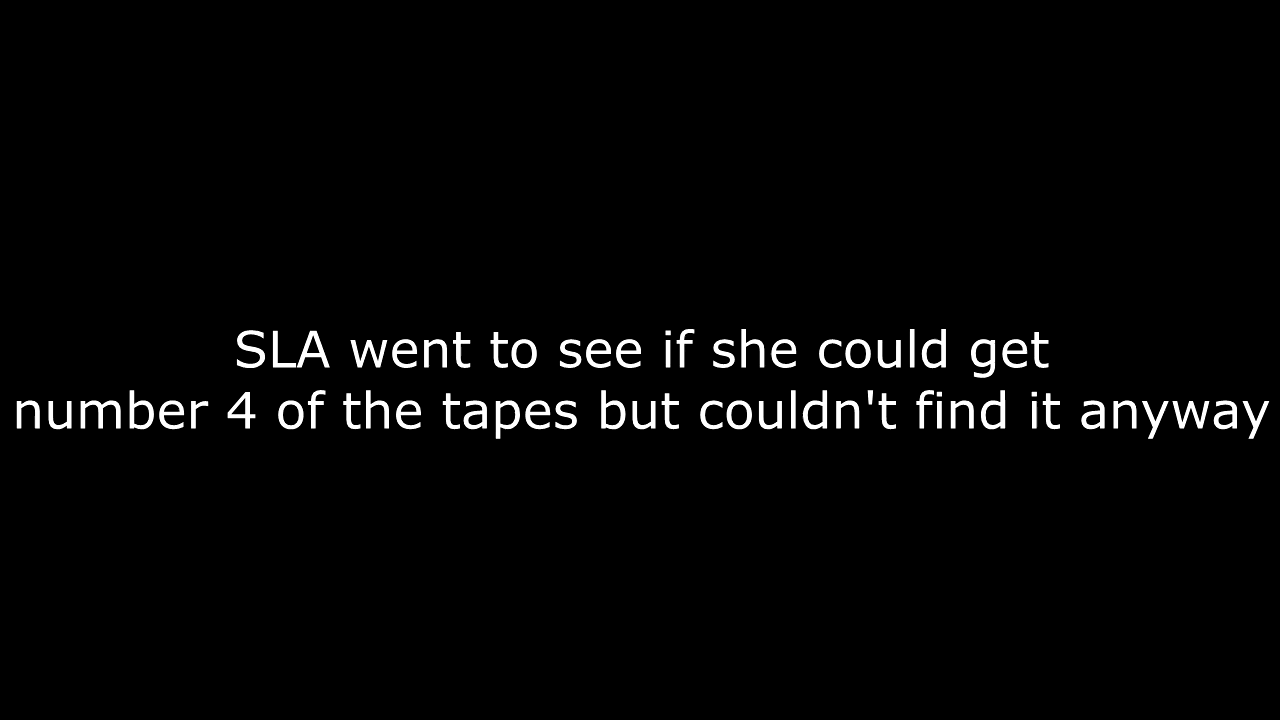 SLA went to see if she could get
number 4 of the tapes but couldn't find it anyway